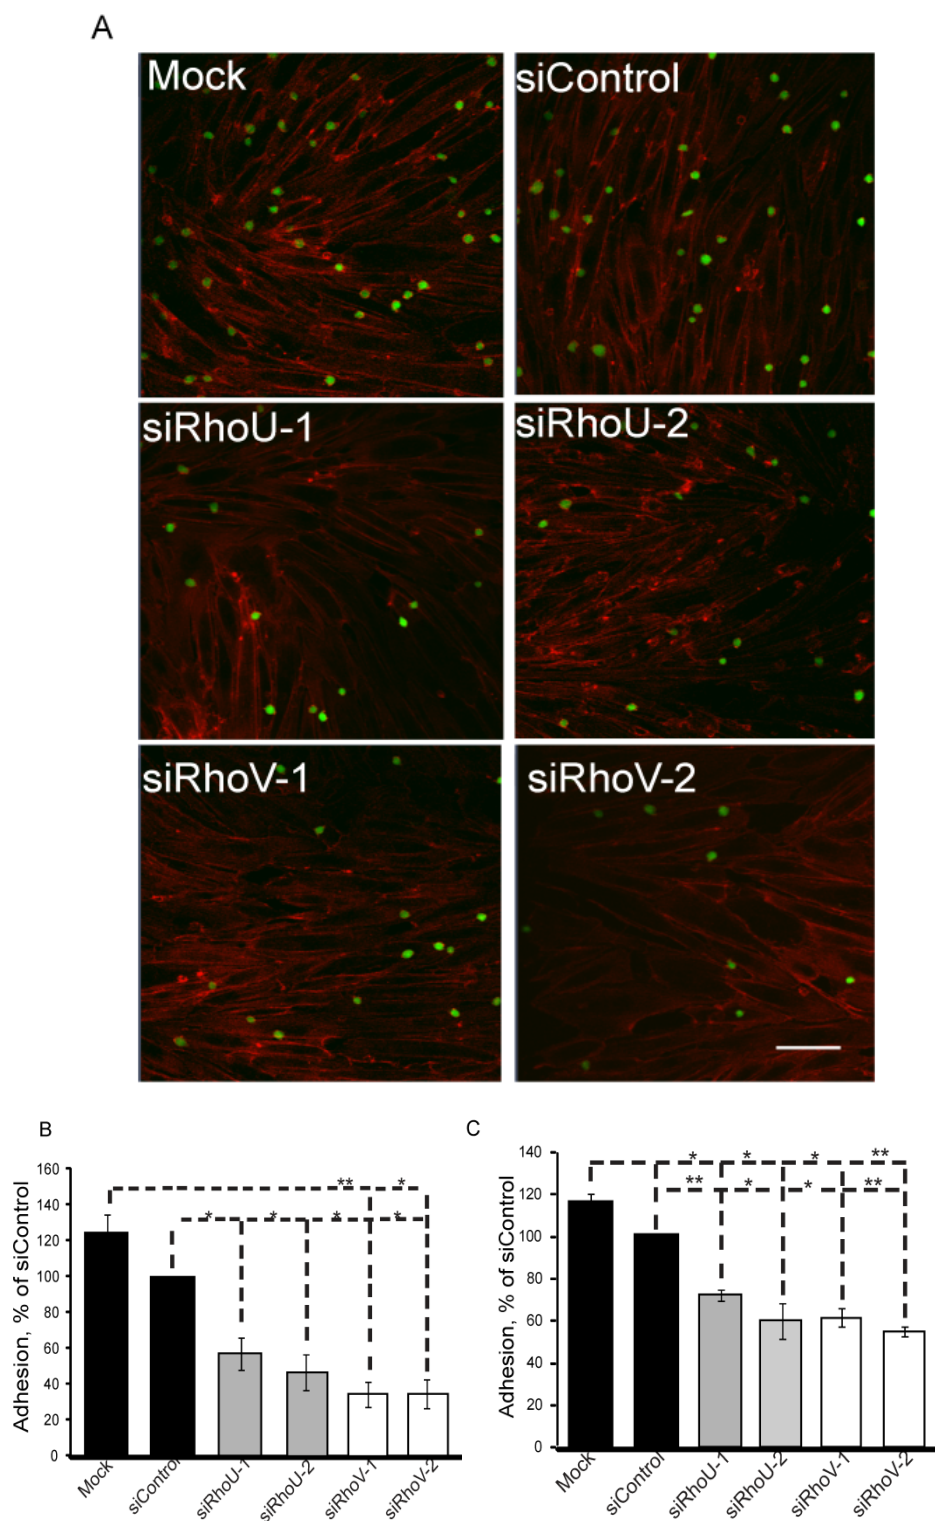 A
Mock
siControl
siRhoU-1
siRhoU-2
siRhoV-1
siRhoV-2
B
Adhesion, % of siControl
160
140
120
100
80
60
40
20
0
** *
* * * *
Mock
siControl
siRhoU-1
siRhoU-2
siRhoV-1
siRhoV-2
C
Adhesion, % of siControl
140
120
100
80
60
40
20
0
* * * **
** * * **
Mock
siControl
siRhoU-1
siRhoU-2
siRhoV-1
siRhoV-2